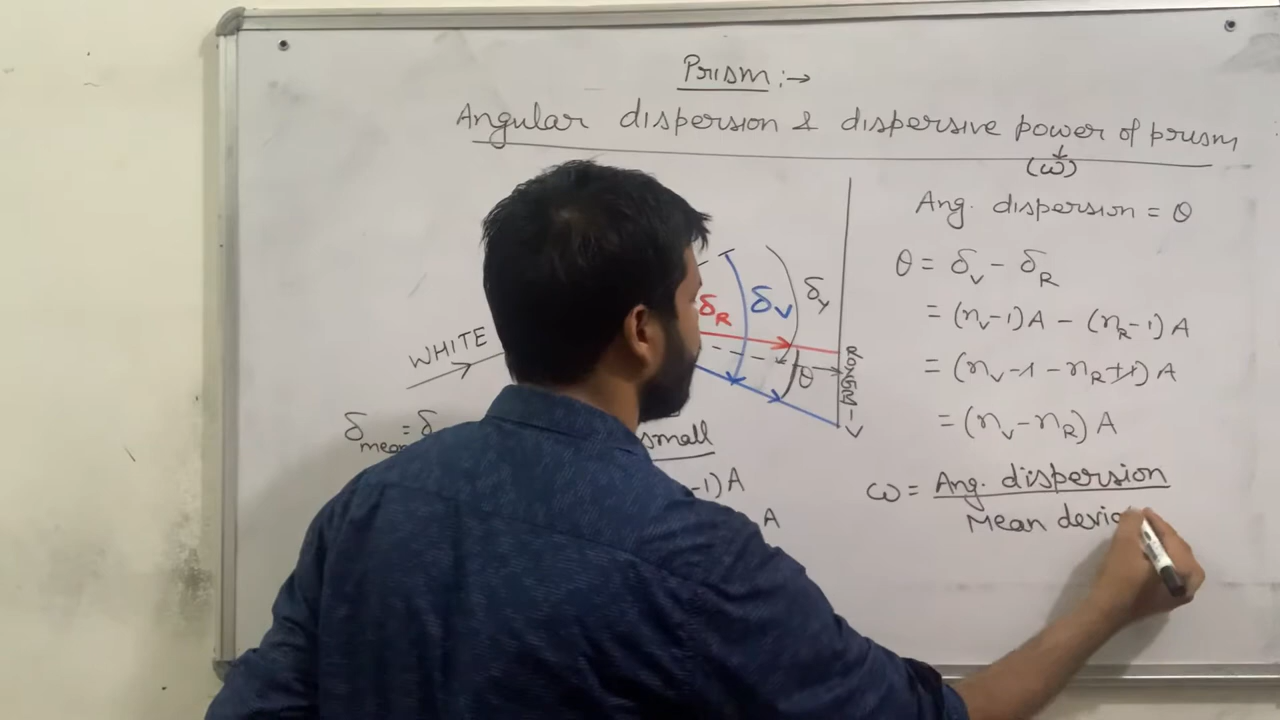 Prism :→
Angular dispersion & dispersive power of prism
(ω)
Ang. dispersion = θ
θ = δ_V - δ_R
= (n_V-1)A - (n_R-1)A
= (n_V-1-n_R+1)A
= (n_V-n_R)A
ω = Ang. dispersion
Mean devia
WHITE
δ_R
δ_V
δ_y
θ
V
δ_mean = δ
small
-1)A
A